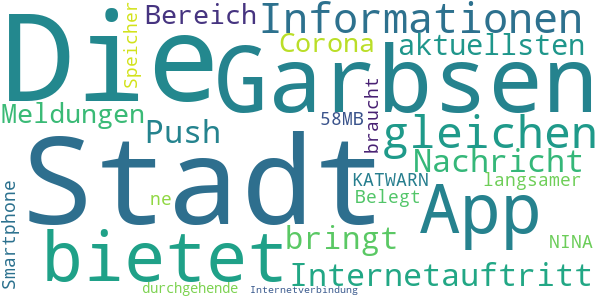 Die
Speicher
Bereich
Informationen
Corona
aktuellsten
Garbsen
Meldungen
Push
58MB
braucht
gleichen
Stadt
Nachricht
KATWARN
langsamer
Smartphone
ne
Belegt
App
bietet
bringt
NINA
Internetauftritt
durchgehende
Internetverbindung